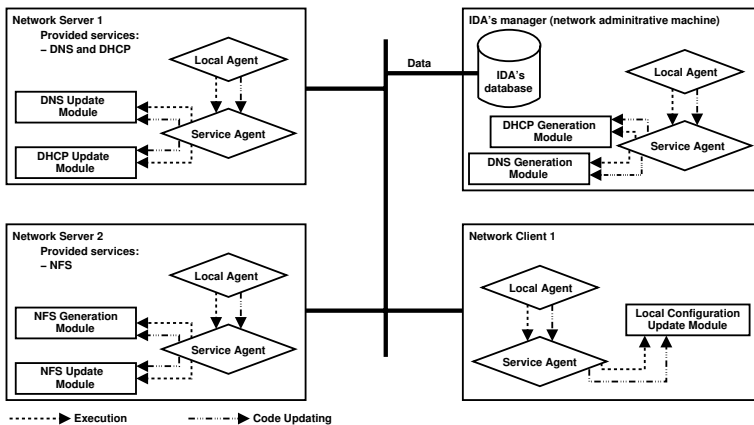 Network Server 1
Provided services:
– DNS and DHCP
Local Agent
DNS Update
Module
Service Agent
DHCP Update
Module
Data
IDA's manager (network adminitrative machine)
IDA's
database
Local Agent
DHCP Generation
Module
Service Agent
DNS Generation
Module
Network Server 2
Provided services:
– NFS
Local Agent
NFS Generation
Module
Service Agent
NFS Update
Module
Network Client 1
Local Agent
Local Configuration
Update Module
Service Agent
Execution
Code Updating